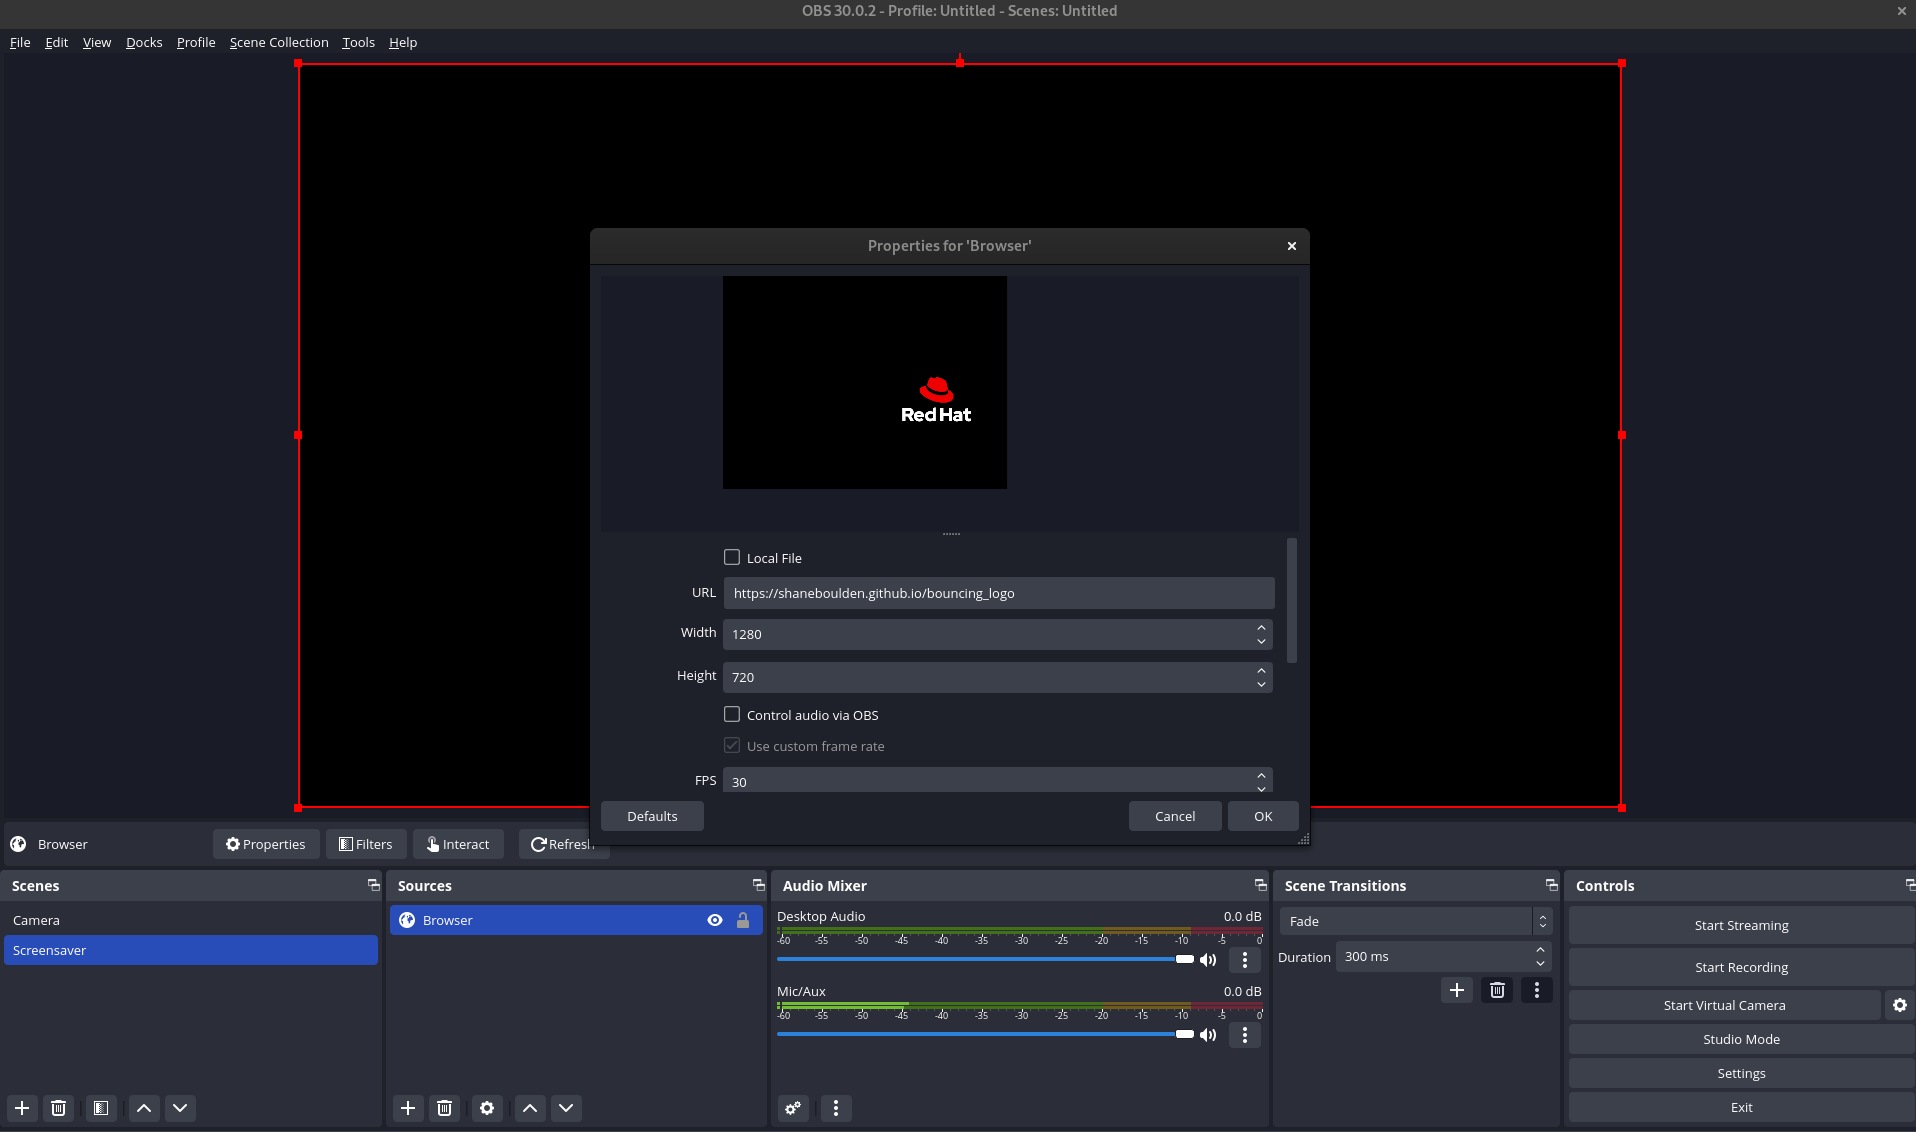 OBS 30.0.2 - Profile: Untitled - Scenes: Untitled
File Edit View Docks Profile Scene Collection Tools Help
Properties for 'Browser'
Red Hat
Local File
URL https://shaneboulden.github.io/bouncing_logo
Width 1280
Height 720
Control audio via OBS
Use custom frame rate
FPS 30
Defaults Cancel OK
Browser Properties Filters Interact Refresh
Scenes
Camera
Screensaver
Sources
Browser
Audio Mixer
Desktop Audio 0.0 dB
-60 -55 -50 -45 -40 -35 -30 -25 -20 -15 -10 -5 0
Mic/Aux 0.0 dB
-60 -55 -50 -45 -40 -35 -30 -25 -20 -15 -10 -5 0
Scene Transitions
Fade
Duration 300 ms
Controls
Start Streaming
Start Recording
Start Virtual Camera
Studio Mode
Settings
Exit